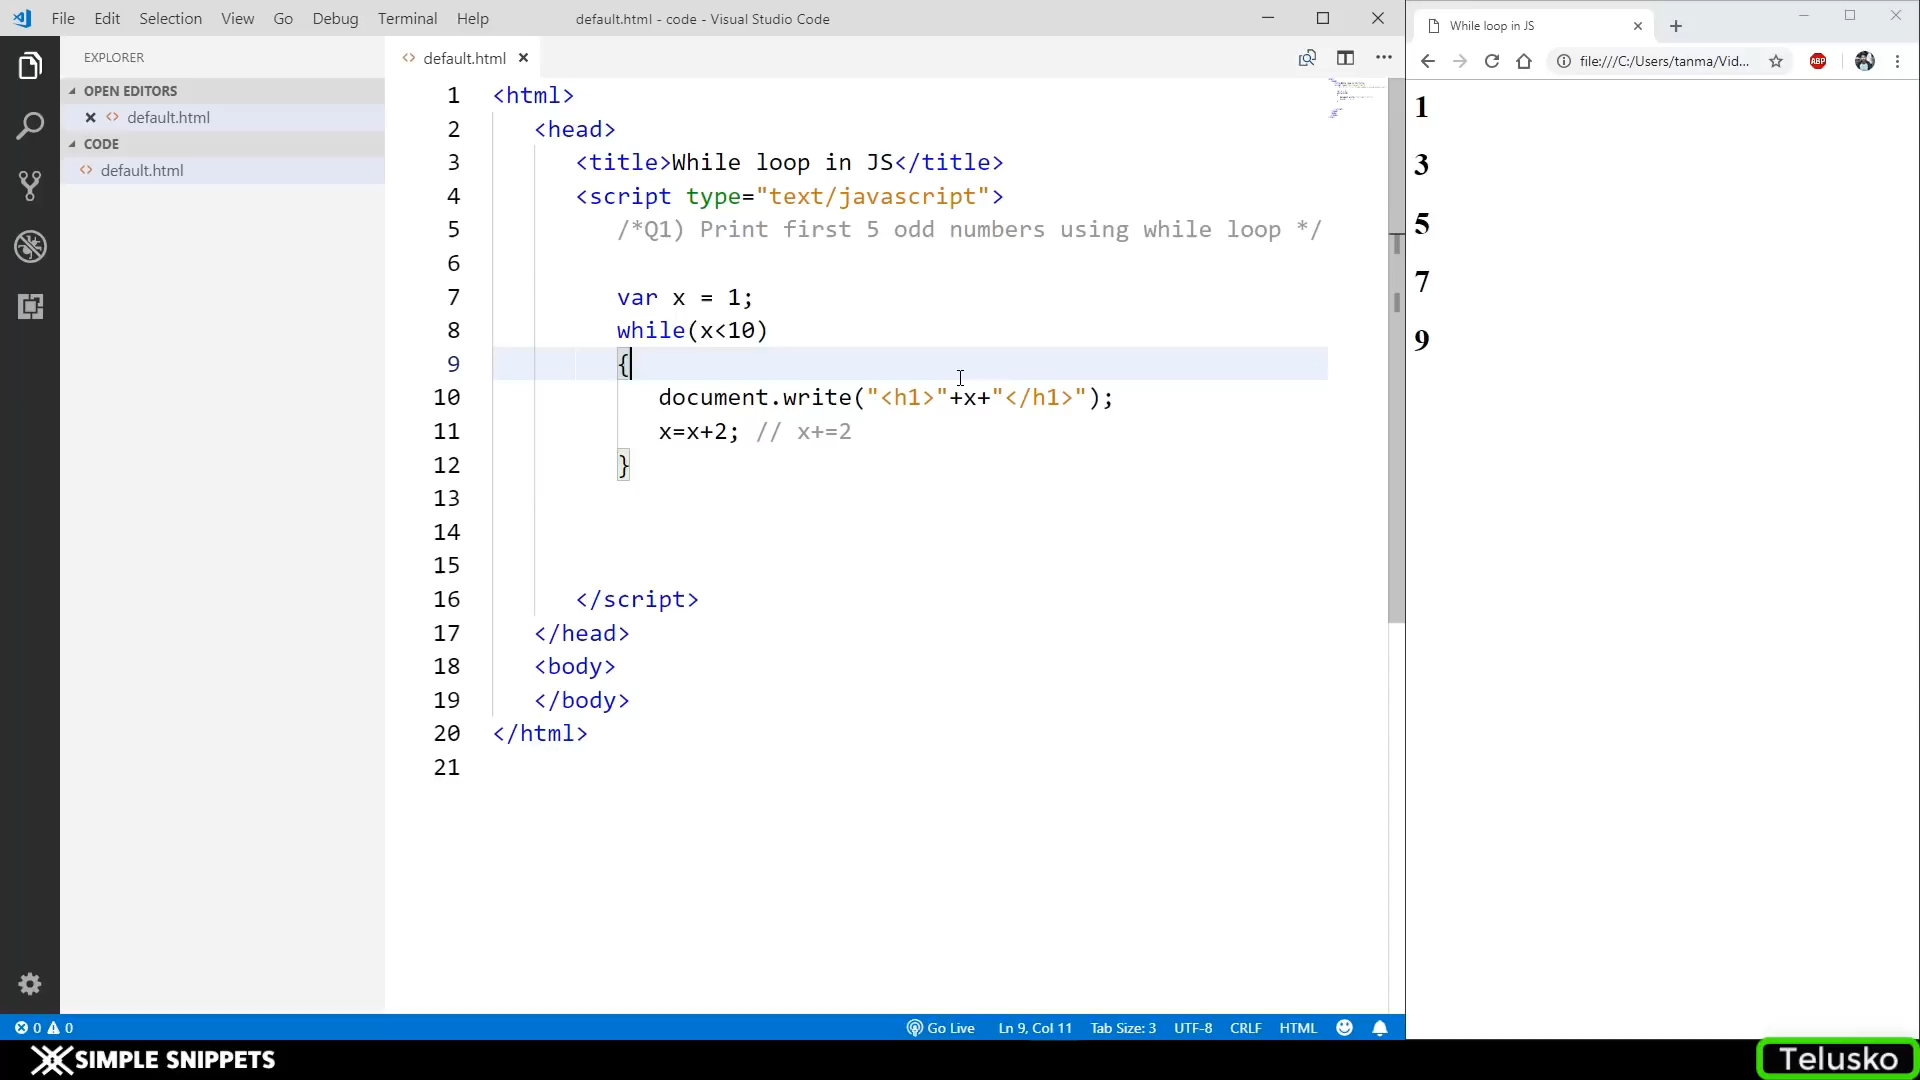 File Edit Selection View Go Debug Terminal Help default.html - code - Visual Studio Code
EXPLORER
OPEN EDITORS
default.html
CODE
default.html
default.html
1 <html>
2 <head>
3 <title>While loop in JS</title>
4 <script type="text/javascript">
5 /*Q1) Print first 5 odd numbers using while loop */
6
7 var x = 1;
8 while(x<10)
9 {
10 document.write("<h1>"+x+"</h1>");
11 x=x+2; // x+=2
12 }
13
14
15
16 </script>
17 </head>
18 <body>
19 </body>
20 </html>
21
0 0 Go Live Ln 9, Col 11 Tab Size: 3 UTF-8 CRLF HTML
While loop in JS
file:///C:/Users/tanma/Vid... ABP
1
3
5
7
9
SIMPLE SNIPPETS
Telusko